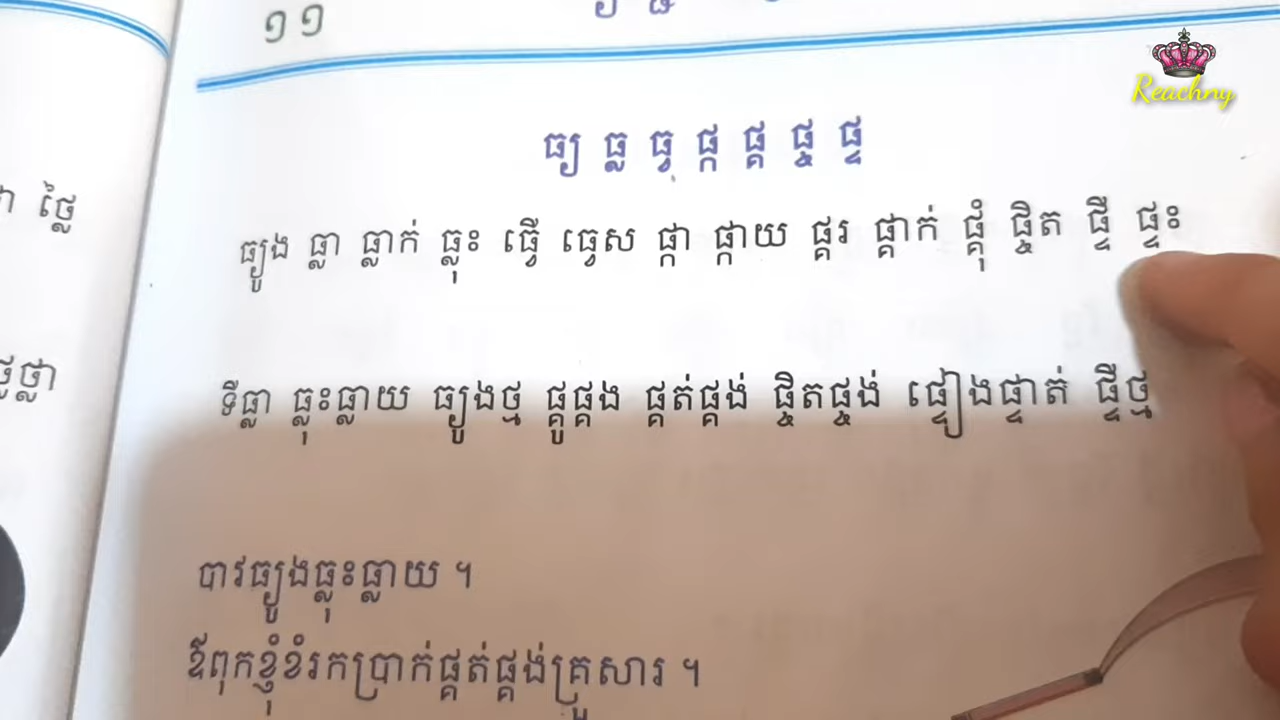 ១១
Reachny
ធ្យ ធ្ល ធ្វ ផ្ក ផ្គ ផ្ច ផ្ទ
ថ្លៃ
ធ្យូង ធ្លា ធ្លាក់ ធ្លុះ ធ្វើ ធ្វេស ផ្កា ផ្កាយ ផ្គរ ផ្គាក់ ផ្គុំ ផ្ចិត ផ្ទី ផ្ទះ
ទីធ្លា ធ្លុះធ្លាយ ធ្យូងថ្ម ផ្គូផ្គង ផ្គត់ផ្គង់ ផ្ចិតផ្ចង់ ផ្ទៀងផ្ទាត់ ផ្ទីថ្ម
បាវធ្យូងធ្លុះធ្លាយ ។
ឪពុកខ្ញុំខំរកប្រាក់ផ្គត់ផ្គង់គ្រួសារ ។